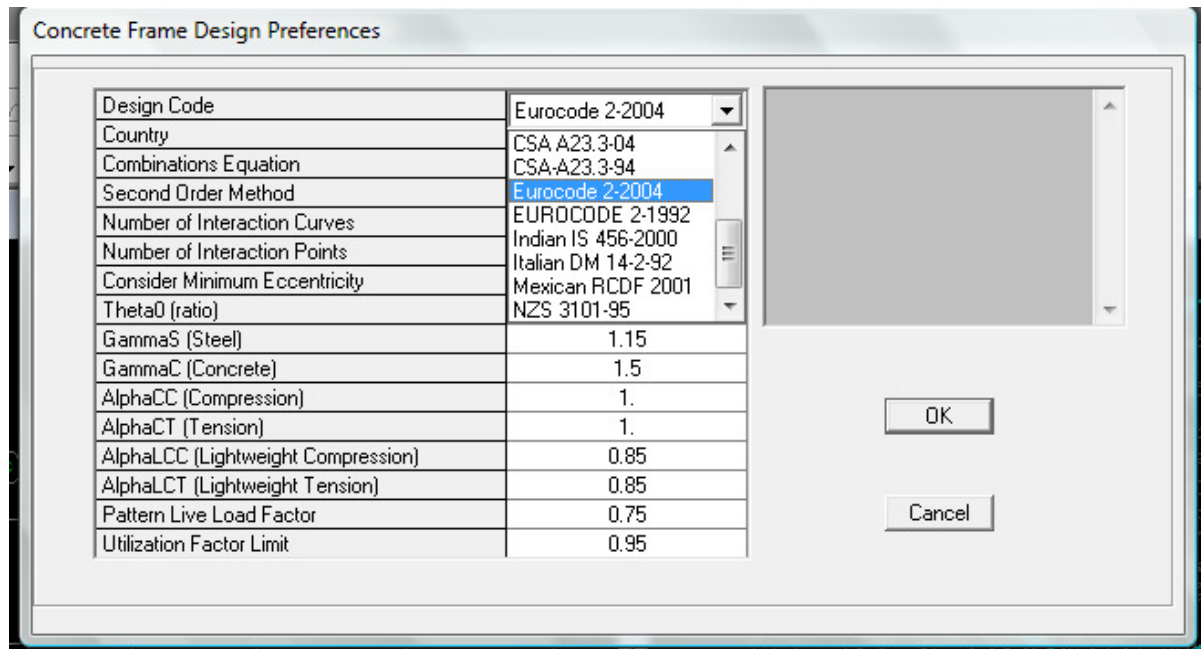 Concrete Frame Design Preferences
Design Code
Eurocode 2-2004
Country
CSA A23.3-04
CSA-A23.3-94
Combinations Equation
Second Order Method
Eurocode 2-2004
EUROCODE 2-1992
Number of Interaction Curves
Indian IS 456-2000
Number of Interaction Points
Italian DM 14-2-92
Consider Minimum Eccentricity
Mexican RCDF 2001
Theta0 (ratio)
NZS 3101-95
GammaS (Steel) 1.15
GammaC (Concrete) 1.5
AlphaCC (Compression) 1.
AlphaCT (Tension) 1.
AlphaLCC (Lightweight Compression) 0.85
AlphaLCT (Lightweight Tension) 0.85
Pattern Live Load Factor 0.75
Utilization Factor Limit 0.95
OK
Cancel